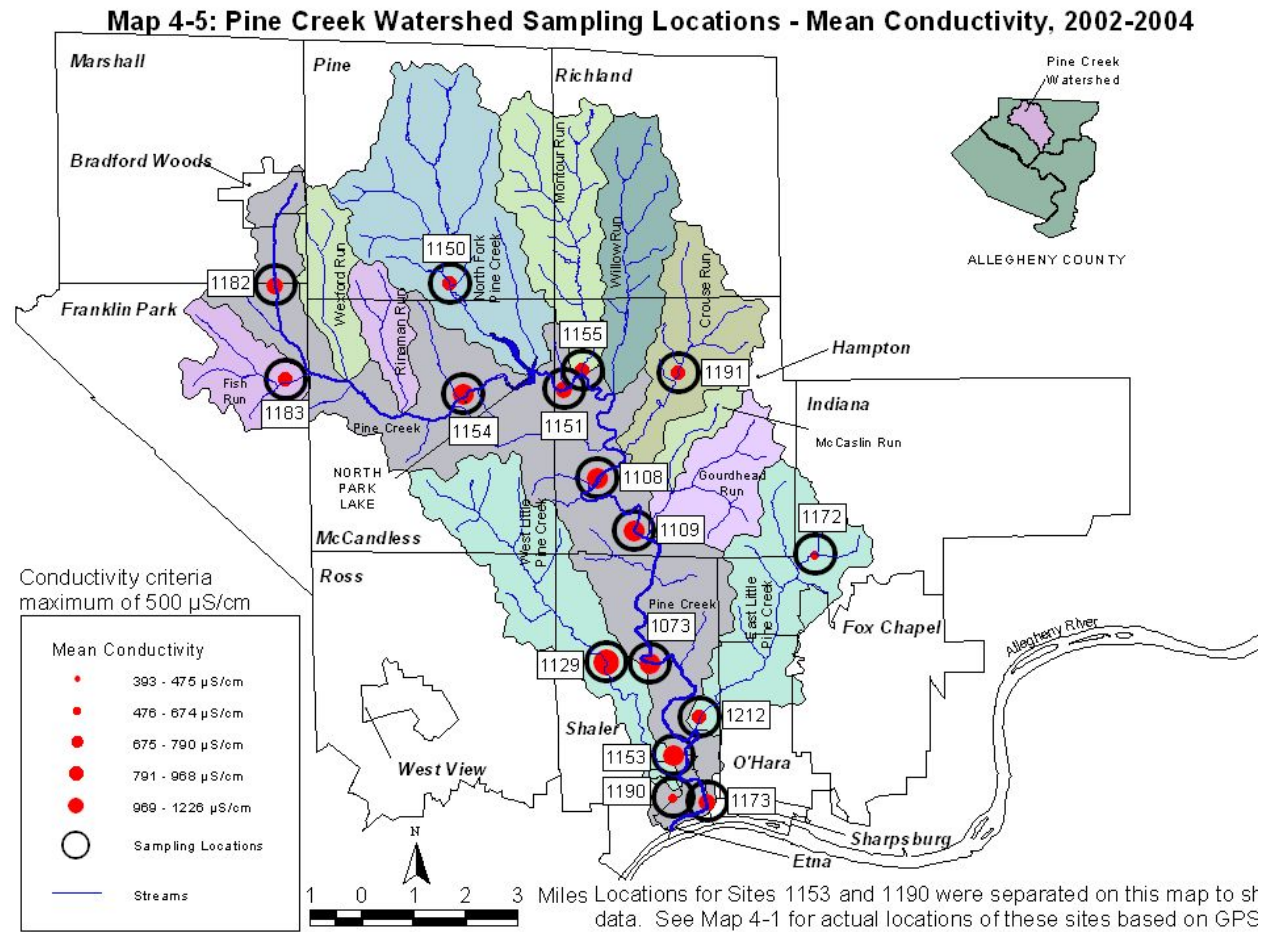 Map 4-5: Pine Creek Watershed Sampling Locations - Mean Conductivity, 2002-2004
Marshall
Pine
Richland
Pine Creek
Watershed
ALLEGHENY COUNTY
Bradford Woods
Montour Run
Willow Run
Wexford Run
North Fork
Pine Creek
Crouse Run
Rinaman Run
1150
1182
Franklin Park
1155
Hampton
1191
Fish
Run
1183
1154
1151
Indiana
Pine Creek
McCaslin Run
NORTH
PARK
LAKE
1108
Gourdhead
Run
West Little
Pine Creek
1109
1172
McCandless
Ross
Pine Creek
East Little
Pine Creek
1073
Fox Chapel
Allegheny River
1129
1212
Shaler
1153
O'Hara
West View
1190
1173
Sharpsburg
Etna
Conductivity criteria
maximum of 500 µS/cm
Mean Conductivity
393 - 475 µS/cm
476 - 674 µS/cm
675 - 790 µS/cm
791 - 968 µS/cm
969 - 1226 µS/cm
Sampling Locations
Streams
N
1 0 1 2 3 Miles
Locations for Sites 1153 and 1190 were separated on this map to sh
data. See Map 4-1 for actual locations of these sites based on GPS